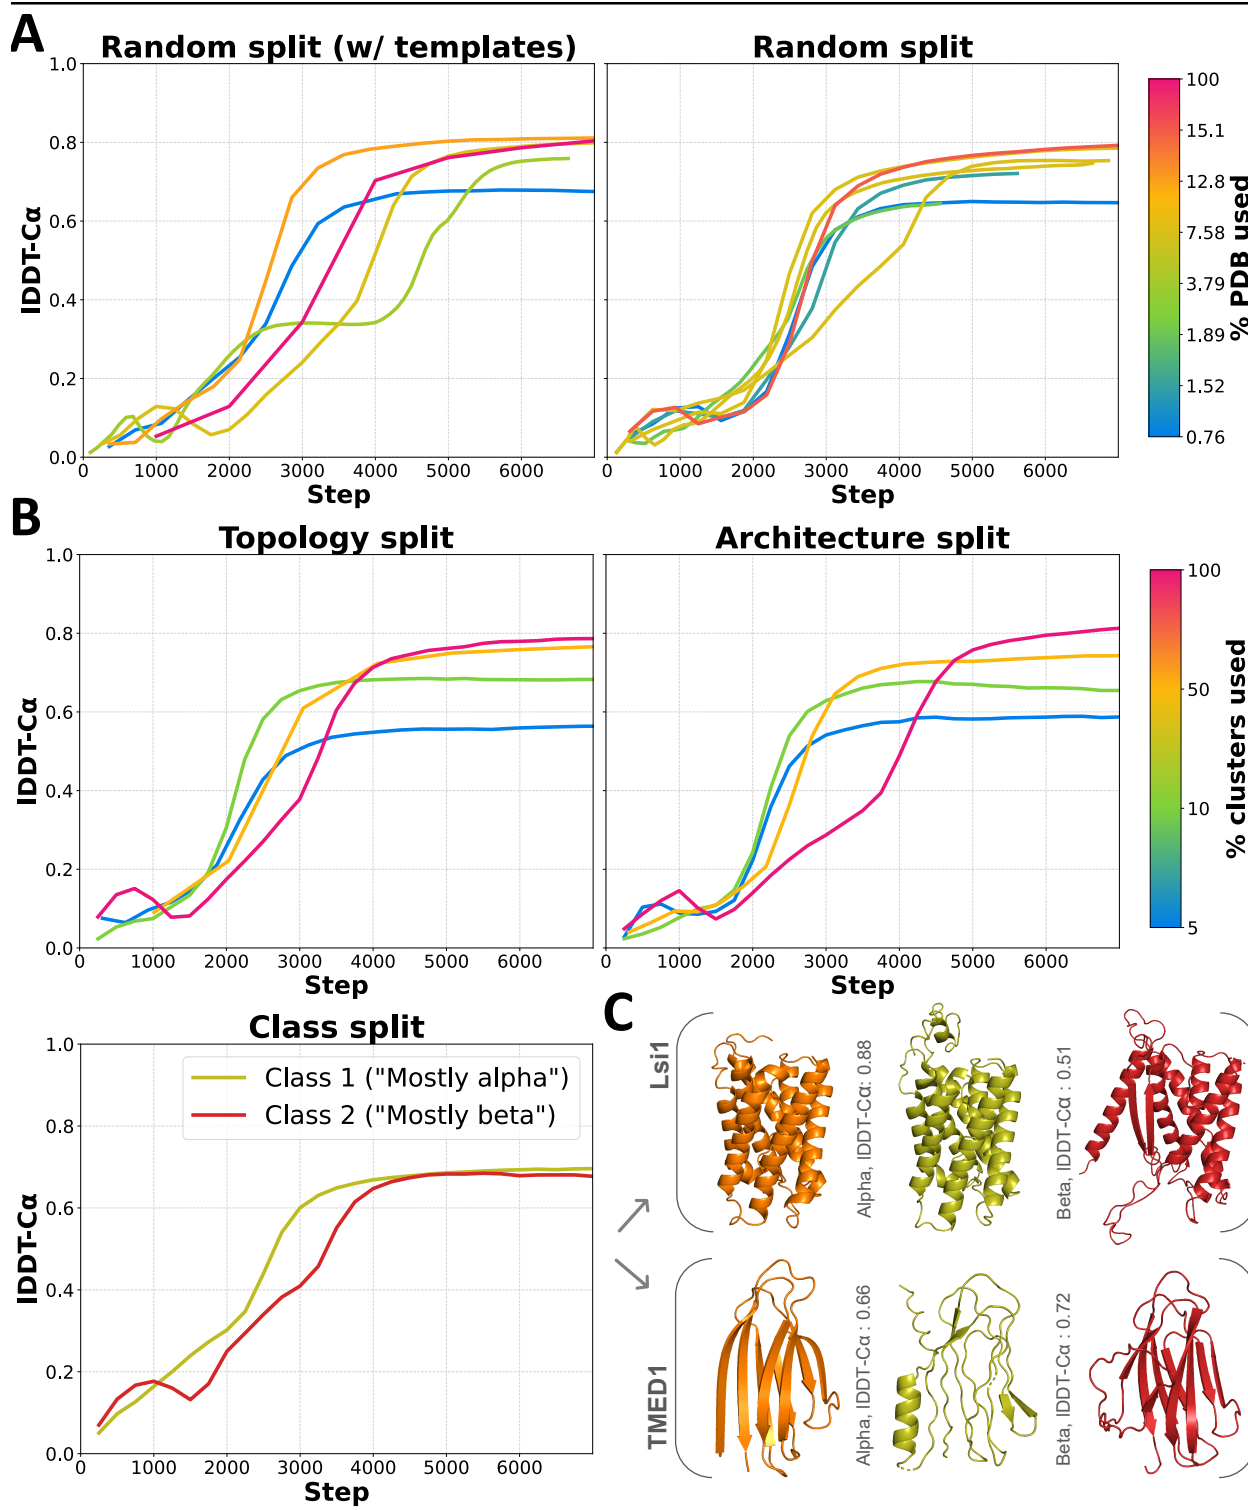 A
Random split (w/ templates)
Random split
1.0
0.8
0.6
0.4
0.2
0.0
lDDT-Cα
0
1000
2000
3000
4000
5000
6000
Step
0
1000
2000
3000
4000
5000
6000
Step
100
15.1
12.8
7.58
3.79
1.89
1.52
0.76
% PDB used
B
Topology split
Architecture split
1.0
0.8
0.6
0.4
0.2
0.0
lDDT-Cα
0
1000
2000
3000
4000
5000
6000
Step
0
1000
2000
3000
4000
5000
6000
Step
100
50
10
5
% clusters used
Class split
Class 1 ("Mostly alpha")
Class 2 ("Mostly beta")
1.0
0.8
0.6
0.4
0.2
0.0
lDDT-Cα
0
1000
2000
3000
4000
5000
6000
Step
C
Lsi1
Alpha, lDDT-Cα: 0.88
Beta, lDDT-Cα : 0.51
TMED1
Alpha, lDDT-Cα : 0.66
Beta, lDDT-Cα : 0.72